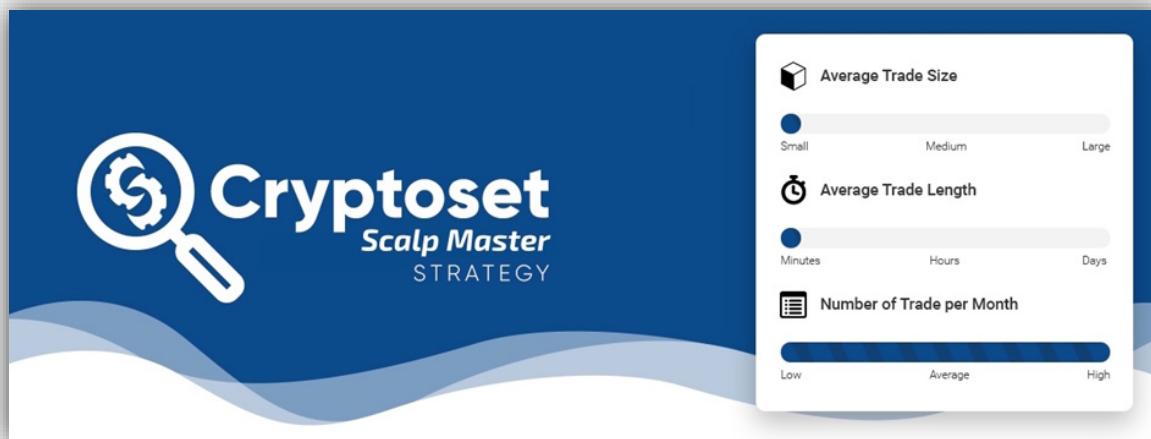 Cryptoset
Scalp Master
STRATEGY
Average Trade Size
Small Medium Large
Average Trade Length
Minutes Hours Days
Number of Trade per Month
Low Average High